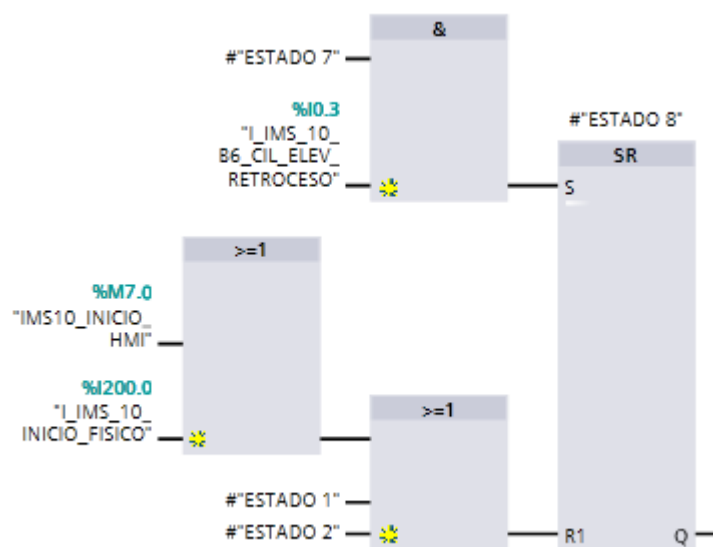 &
#"ESTADO 7"
%I0.3
"I_IMS_10_
B6_CIL_ELEV_
RETROCESO"
#"ESTADO 8"
SR
S
>=1
%M7.0
"IMS10_INICIO_
HMI"
%I200.0
"I_IMS_10_
INICIO_FISICO"
>=1
#"ESTADO 1"
#"ESTADO 2"
R1 Q